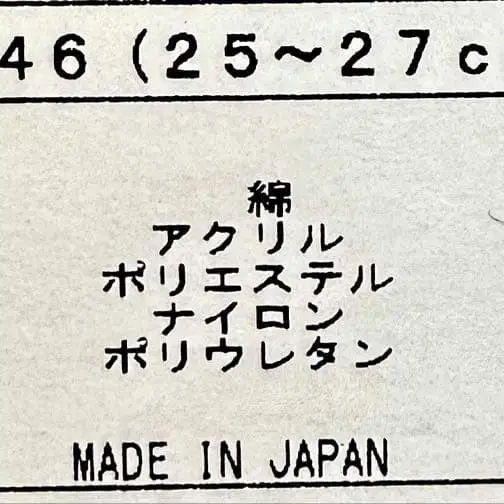 46（25～27c
綿
アクリル
ポリエステル
ナイロン
ポリウレタン
MADE IN JAPAN